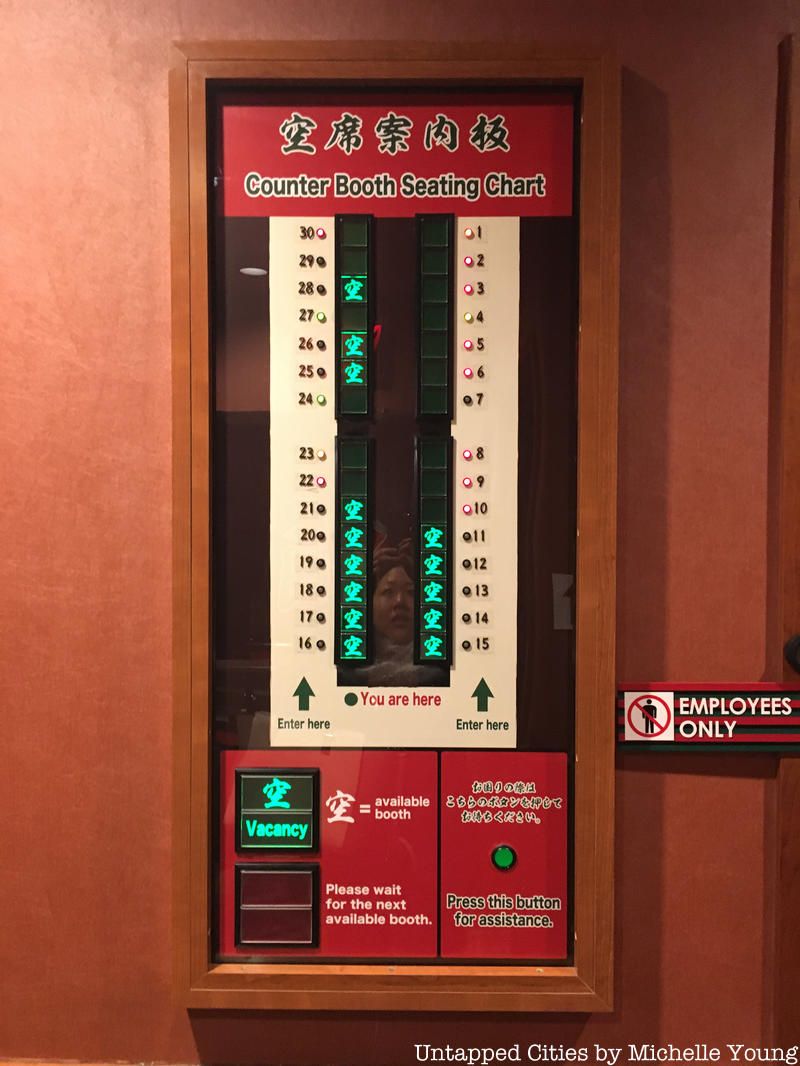 空席案内板
Counter Booth Seating Chart
30 1
29 2
28 空 3
27 4
26 空 5
25 空 6
24 7
23 8
22 9
21 空 10
20 空 空 11
19 空 空 12
18 空 空 13
17 空 空 14
16 空 空 15
You are here
Enter here Enter here
空
Vacancy
空 = available
booth
Please wait
for the next
available booth.
お困りの際は
こちらのボタンを押して
お待ちください。
Press this button
for assistance.
EMPLOYEES
ONLY
Untapped Cities by Michelle Young